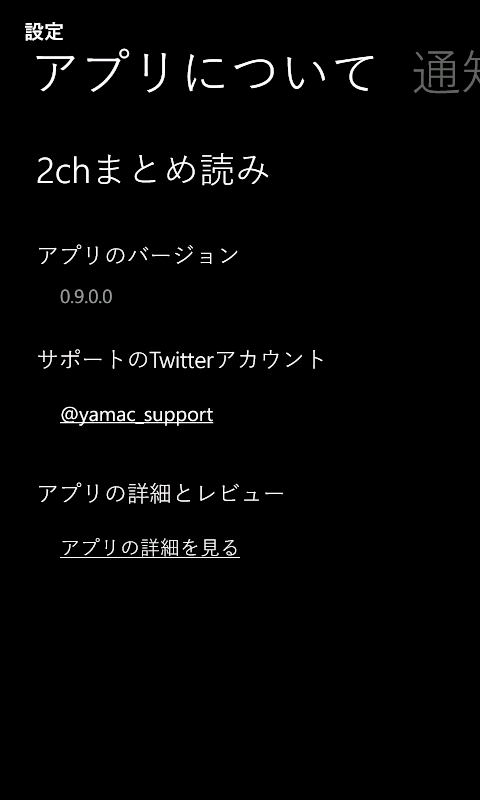 設定
アプリについて 通知
2chまとめ読み
アプリのバージョン
0.9.0.0
サポートのTwitterアカウント
@yamac_support
アプリの詳細とレビュー
アプリの詳細を見る